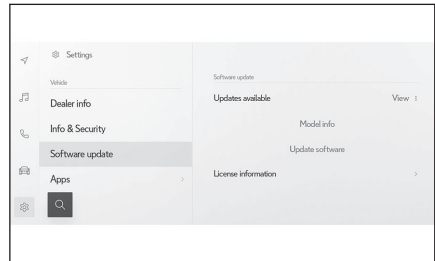 Settings
Vehicle
Dealer info
Info & Security
Software update
Apps
Software update
Updates available View
Model info
Update software
License information